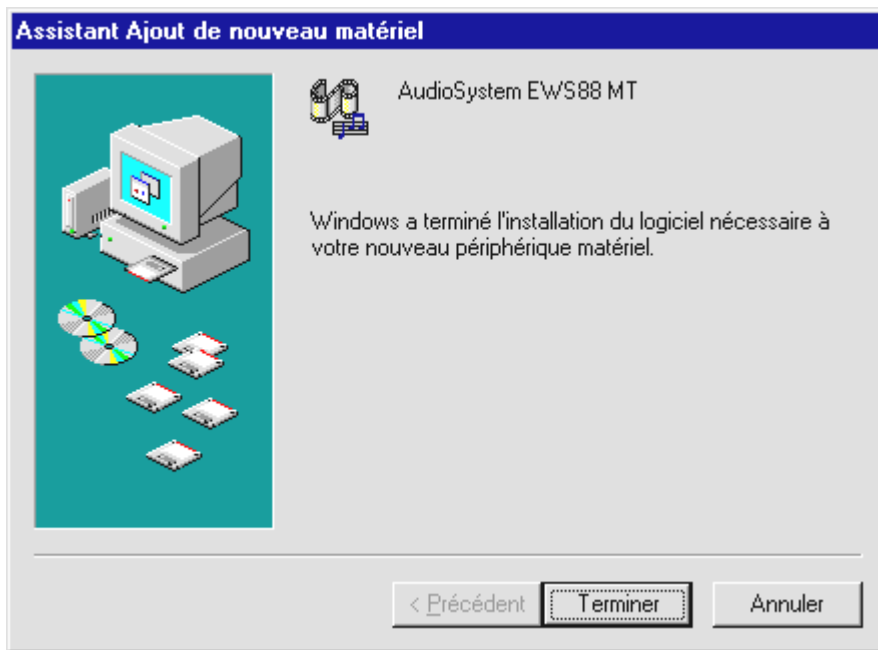 Assistant Ajout de nouveau matériel
AudioSystem EWS88 MT
Windows a terminé l'installation du logiciel nécessaire à
votre nouveau périphérique matériel.
< Précédent
Terminer
Annuler